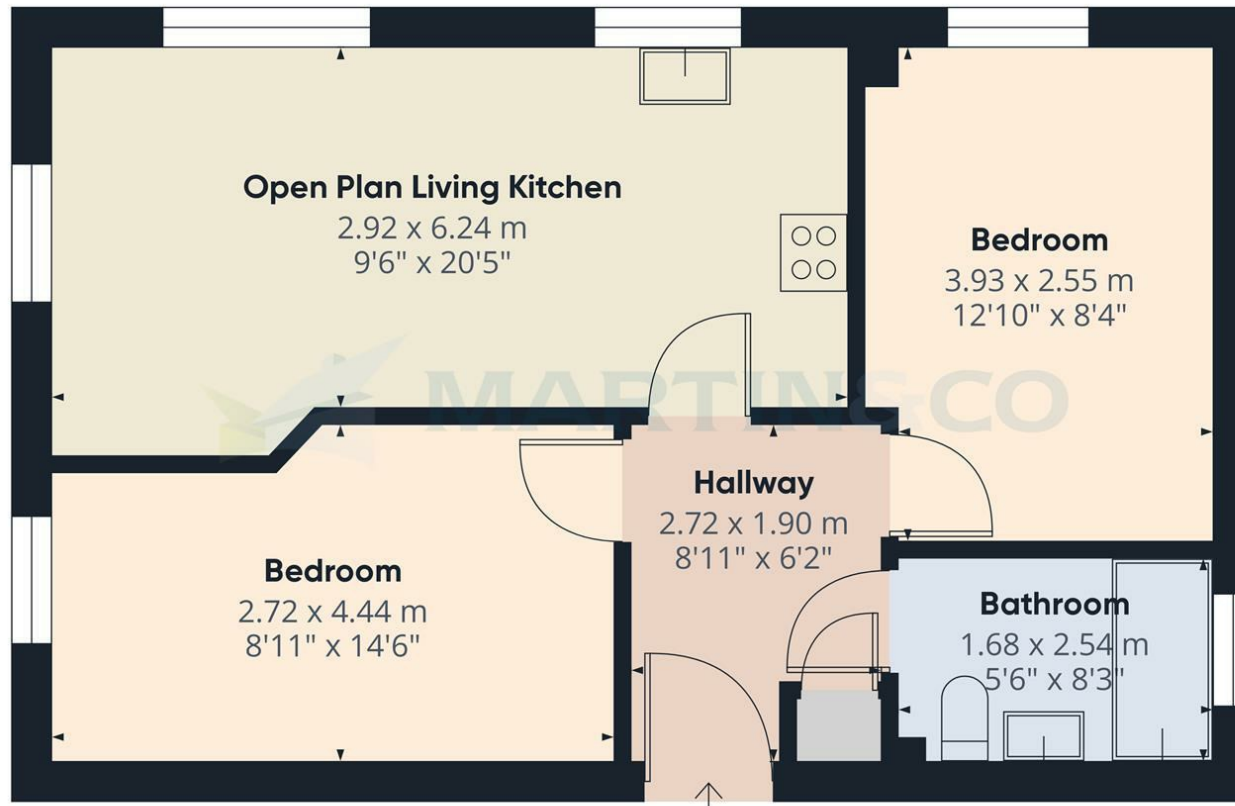 Open Plan Living Kitchen
2.92 x 6.24 m
9'6" x 20'5"
Bedroom
3.93 x 2.55 m
12'10" x 8'4"
MARTIN&CO
Hallway
2.72 x 1.90 m
8'11" x 6'2"
Bedroom
2.72 x 4.44 m
8'11" x 14'6"
Bathroom
1.68 x 2.54 m
5'6" x 8'3"